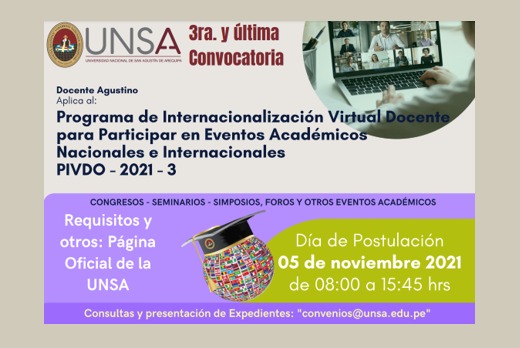 UNSA
UNIVERSIDAD NACIONAL DE SAN AGUSTÍN DE AREQUIPA
3ra. y última
Convocatoria
Docente Agustino
Aplica al:
Programa de Internacionalización Virtual Docente
para Participar en Eventos Académicos
Nacionales e Internacionales
PIVDO - 2021 - 3
CONGRESOS - SEMINARIOS - SIMPOSIOS, FOROS Y OTROS EVENTOS ACADÉMICOS
Requisitos y
otros: Página
Oficial de la
UNSA
Día de Postulación
05 de noviembre 2021
de 08:00 a 15:45 hrs
Consultas y presentación de Expedientes: "convenios@unsa.edu.pe"